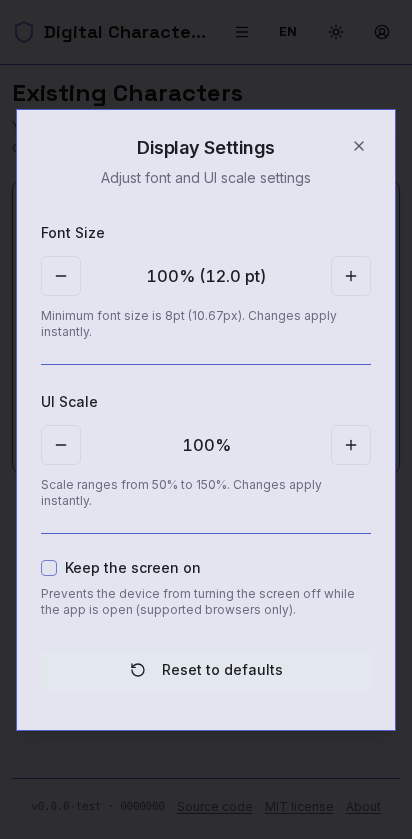 Digital Characte...
EN
Existing Characters
Display Settings
Adjust font and UI scale settings
Font Size
100% (12.0 pt)
Minimum font size is 8pt (10.67px). Changes apply
instantly.
UI Scale
100%
Scale ranges from 50% to 150%. Changes apply
instantly.
Keep the screen on
Prevents the device from turning the screen off while
the app is open (supported browsers only).
Reset to defaults
v0.0.0-test · 0000000 Source code MIT license About